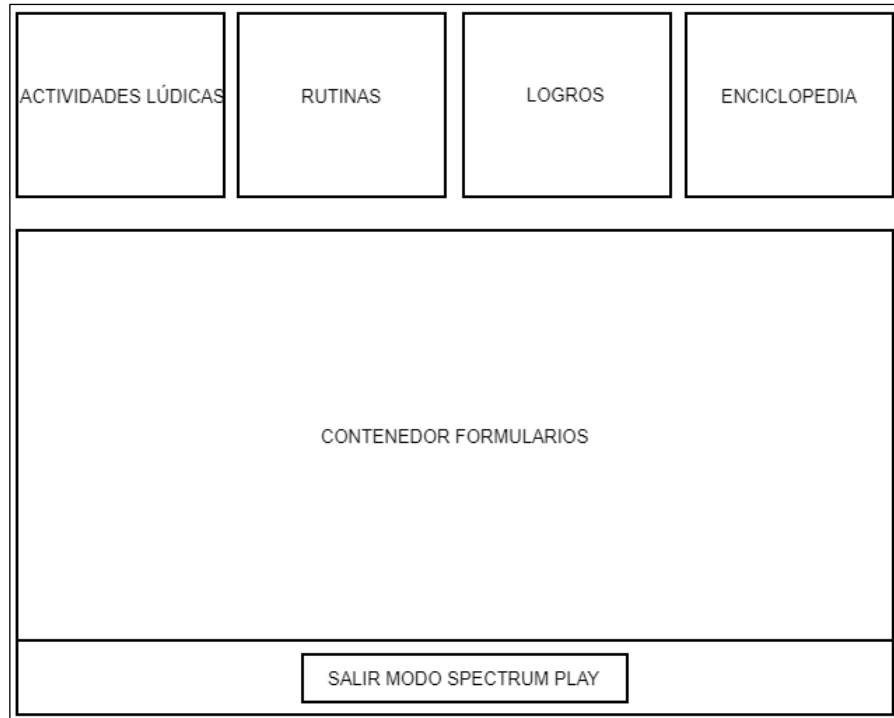 ACTIVIDADES LÚDICAS
RUTINAS
LOGROS
ENCICLOPEDIA
CONTENEDOR FORMULARIOS
SALIR MODO SPECTRUM PLAY